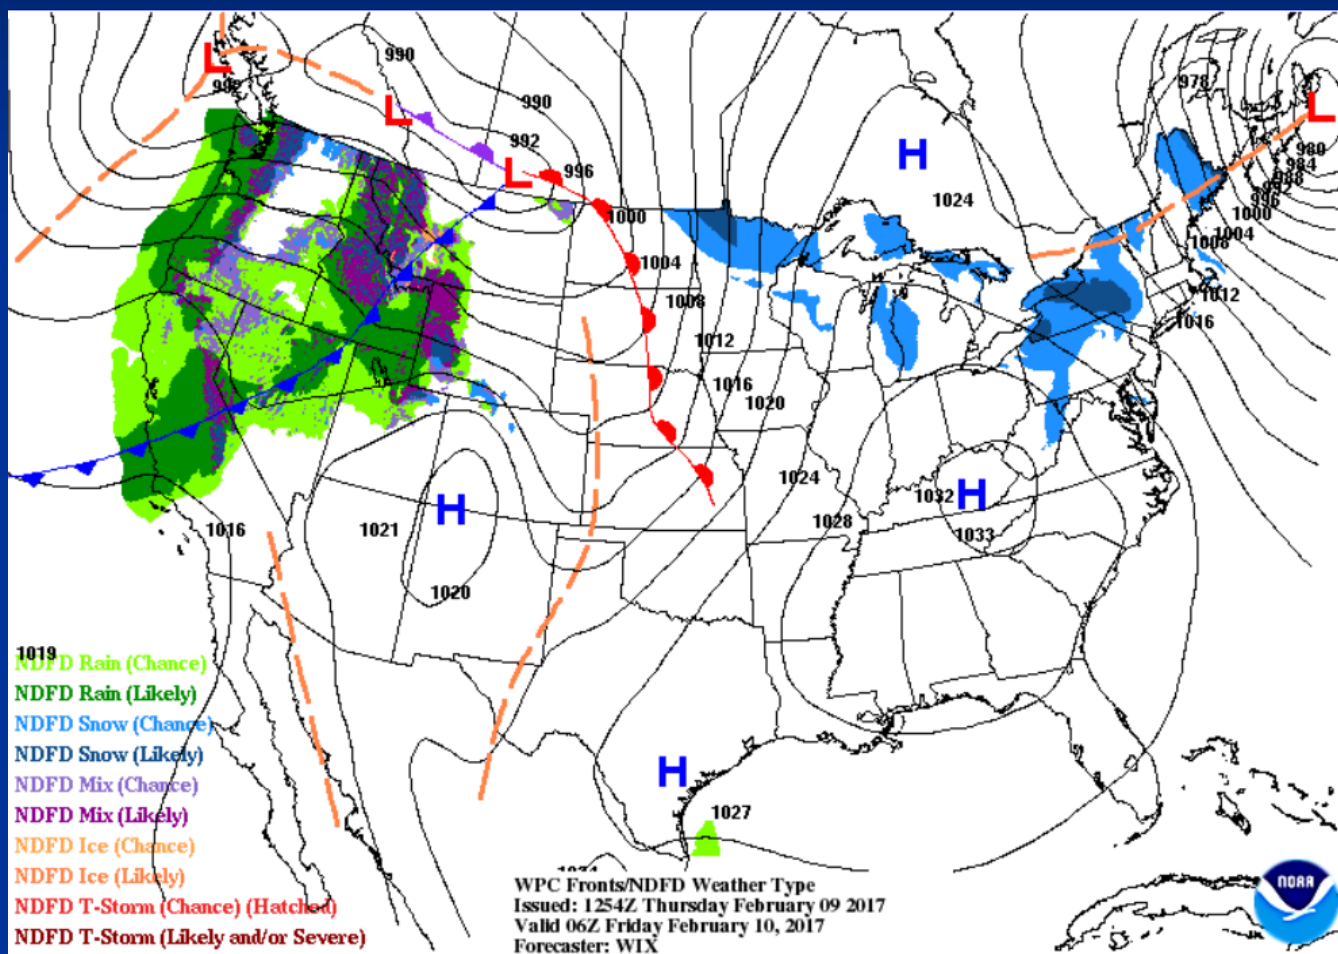 L
990
992
L
990
992
L
996
1000
1004
1008
1012
1016
1020
1024
1028
H
1024
978
L
980
984
988
992
996
1000
1004
1008
1012
1016
1032
H
1033
1016
1021
H
1020
H
1027
1019
NDFD Rain (Chance)
NDFD Rain (Likely)
NDFD Snow (Chance)
NDFD Snow (Likely)
NDFD Mix (Chance)
NDFD Mix (Likely)
NDFD Ice (Chance)
NDFD Ice (Likely)
NDFD T-Storm (Chance) (Hatched)
NDFD T-Storm (Likely and/or Severe)
WPC Fronts/NDFD Weather Type
Issued: 1254Z Thursday February 09 2017
Valid 06Z Friday February 10, 2017
Forecaster: WIX
NOAA